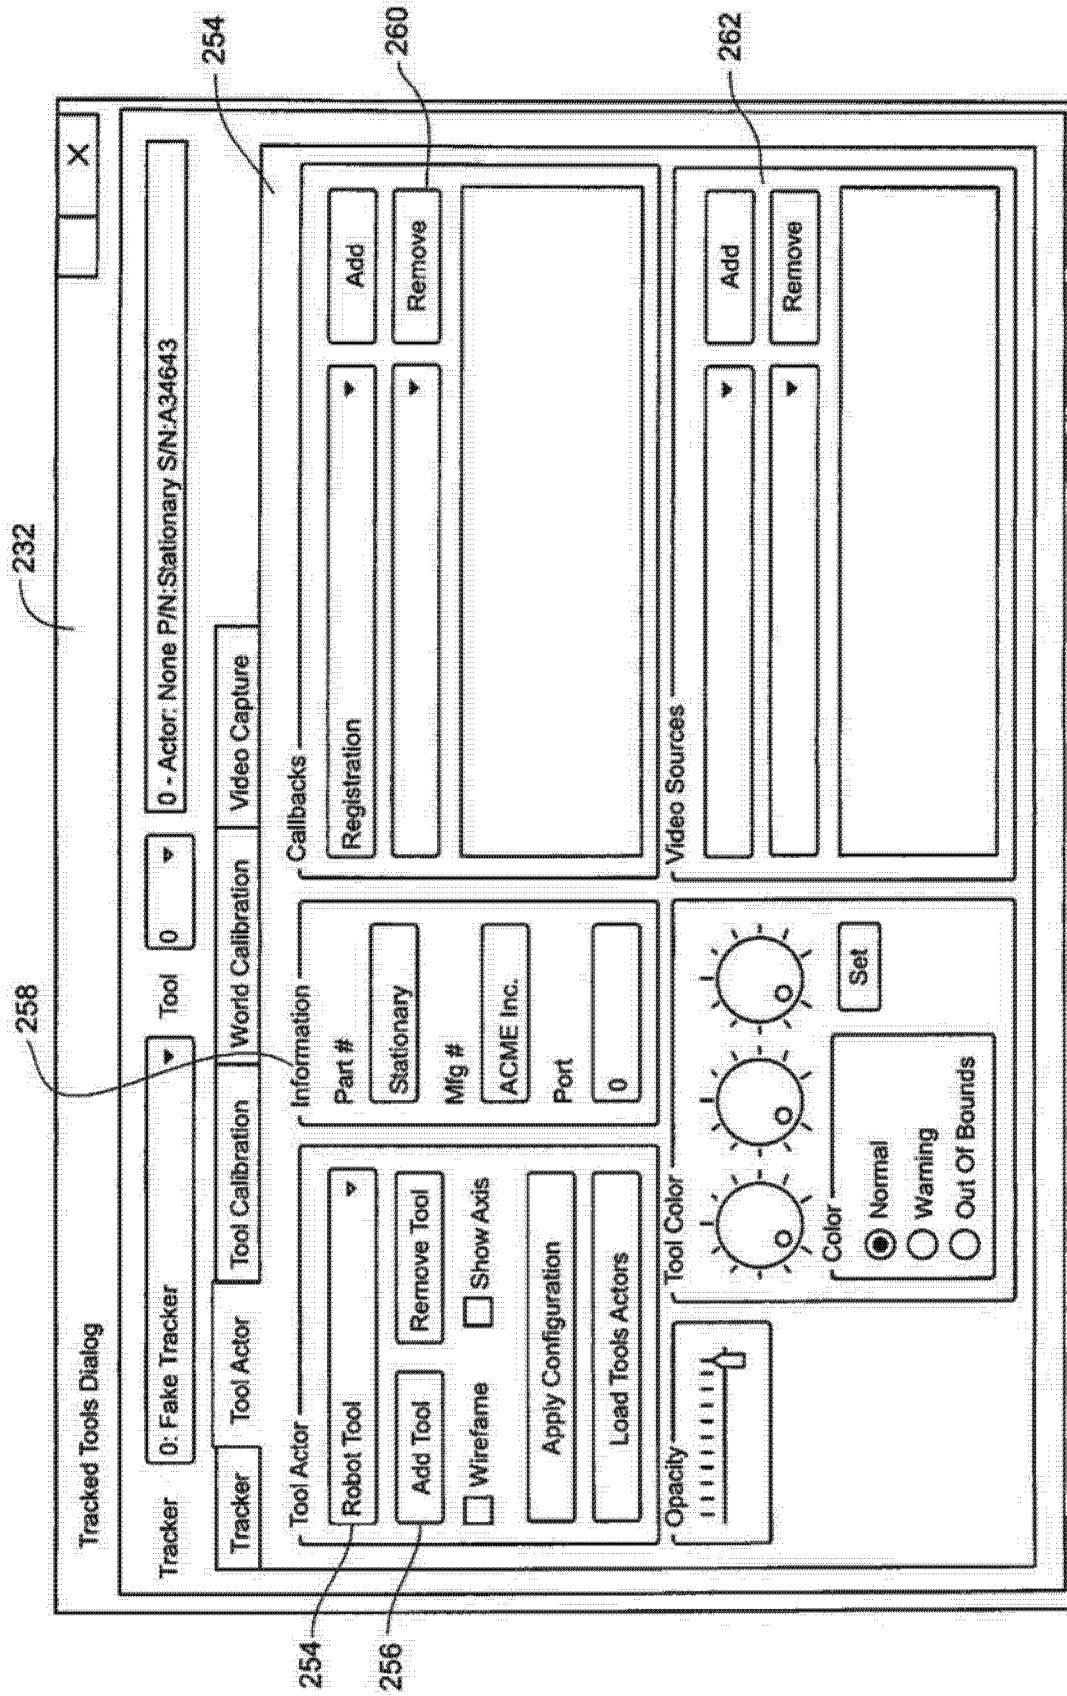 232
Tracked Tools Dialog
X
Tracker
0: Fake Tracker
Tool
0
0 - Actor: None P/N:Stationary S/N:A34643
254
Tracker
Tool Actor
Tool Calibration
World Calibration
Video Capture
258
Tool Actor
Robot Tool
Add Tool
Remove Tool
Wirefame
Show Axis
Apply Configuration
Load Tools Actors
254
256
Information
Part #
Stationary
Mfg #
ACME Inc.
Port
0
Callbacks
Registration
Add
Remove
260
Opacity
Tool Color
Color
Normal
Warning
Out Of Bounds
Set
Video Sources
Add
Remove
262